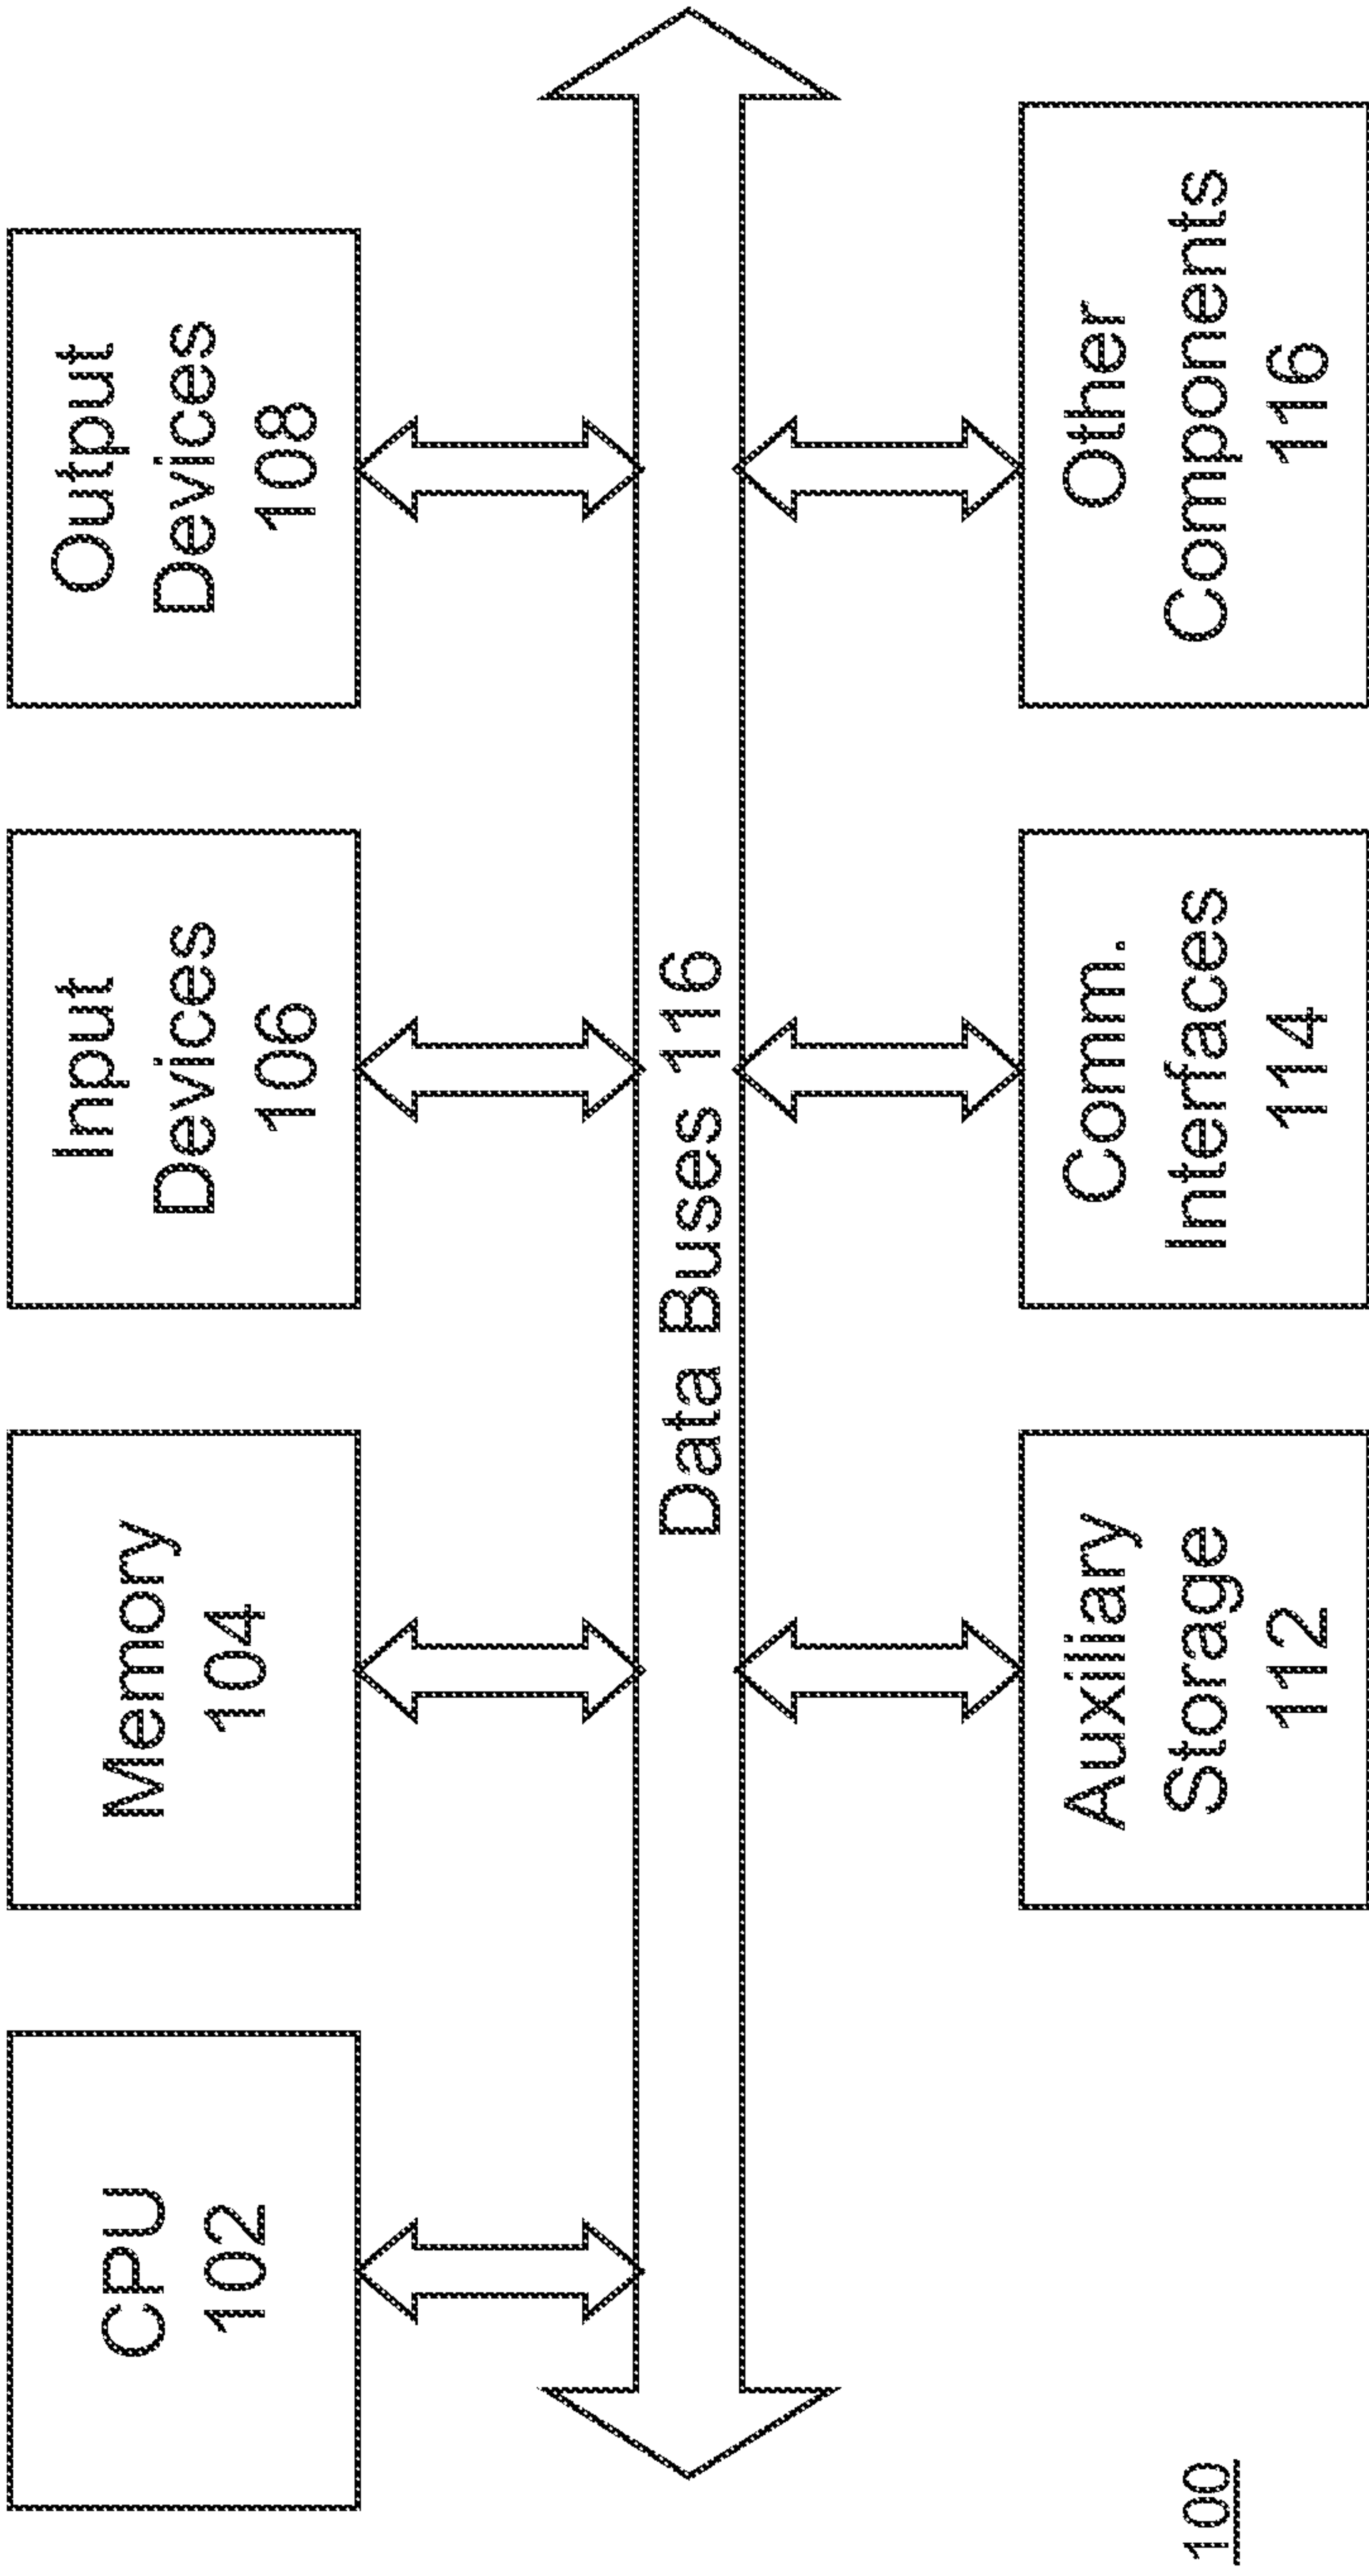 CPU
102
Memory
104
Input
Devices
106
Output
Devices
108
Data Buses 116
Auxiliary
Storage
112
Comm.
Interfaces
114
Other
Components
116
100